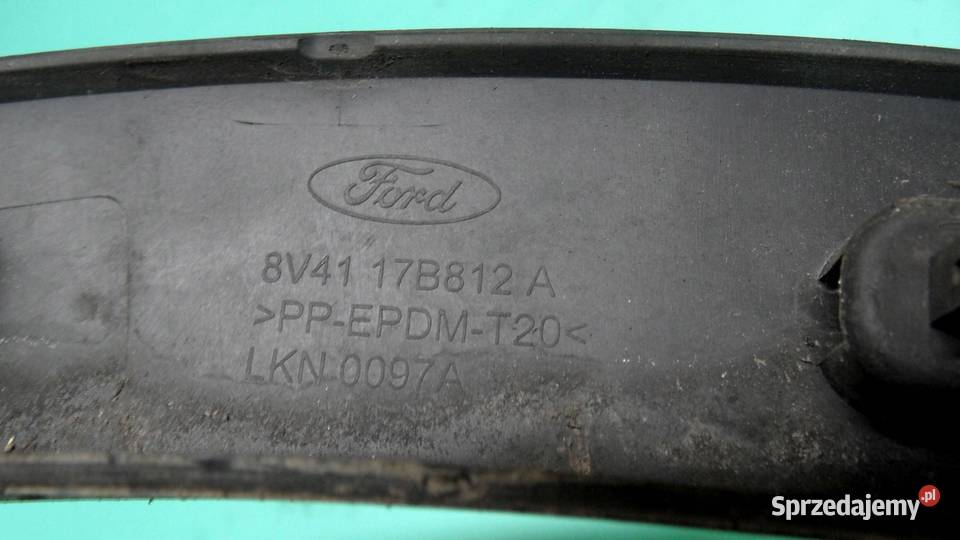 Ford
8V41 17B812 A
>PP-EPDM-T20<
LKN 0097A
Sprzedajemy.pl